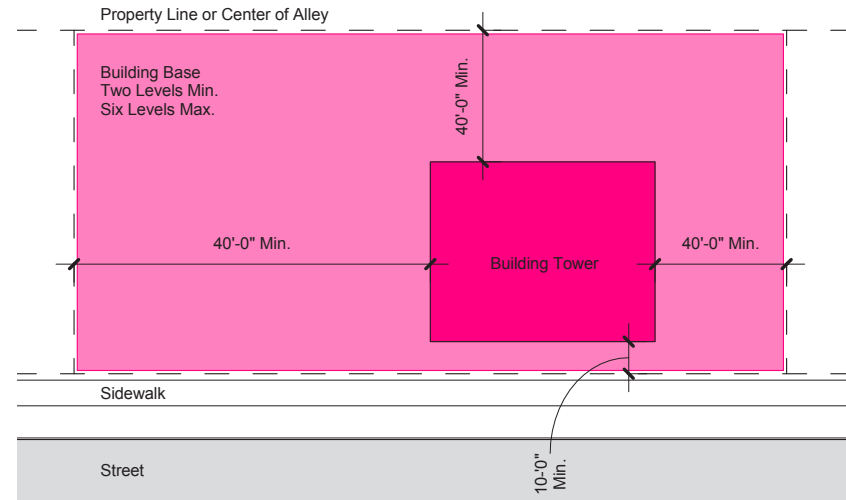 Property Line or Center of Alley
Building Base
Two Levels Min.
Six Levels Max.
40'-0" Min.
40'-0" Min.
Building Tower
40'-0" Min.
Sidewalk
10-'0"
Min.
Street